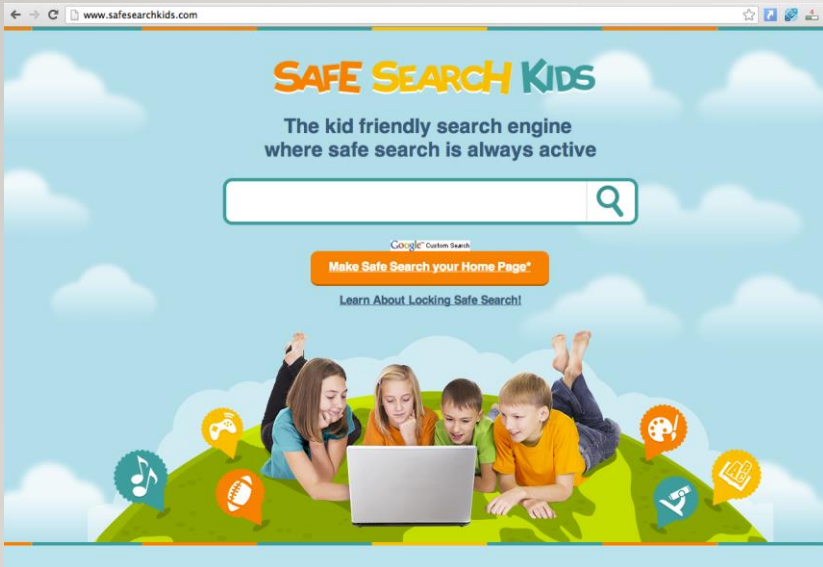 www.safesearchkids.com
SAFE SEARCH KIDS
The kid friendly search engine
where safe search is always active
Google™ Custom Search
Make Safe Search your Home Page*
Learn About Locking Safe Search!